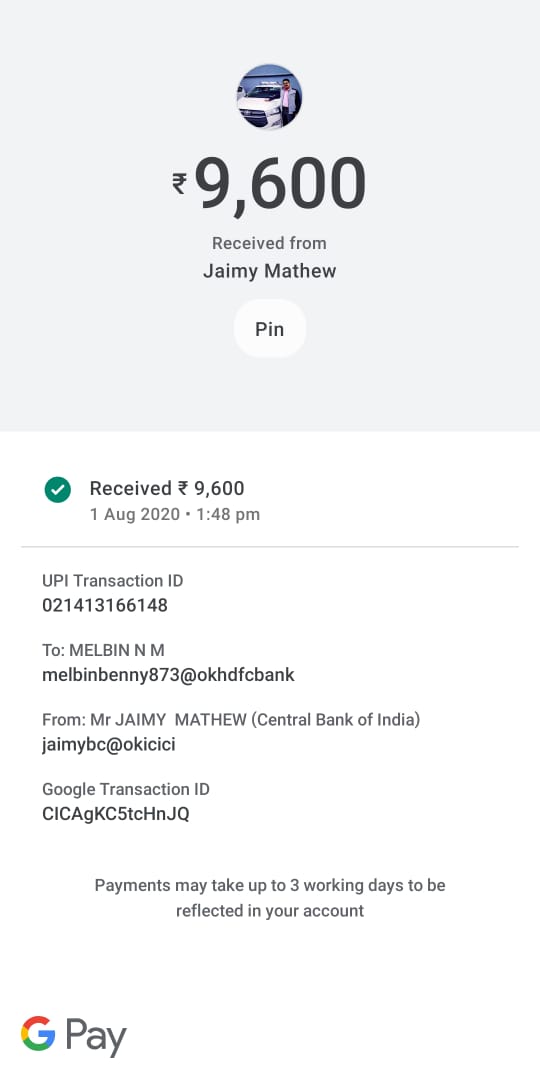 ₹9,600
Received from
Jaimy Mathew
Pin
Received ₹ 9,600
1 Aug 2020 • 1:48 pm
UPI Transaction ID
021413166148
To: MELBIN N M
melbinbenny873@okhdfcbank
From: Mr JAIMY  MATHEW (Central Bank of India)
jaimybc@okicici
Google Transaction ID
CICAgKC5tcHnJQ
Payments may take up to 3 working days to be
reflected in your account
G Pay